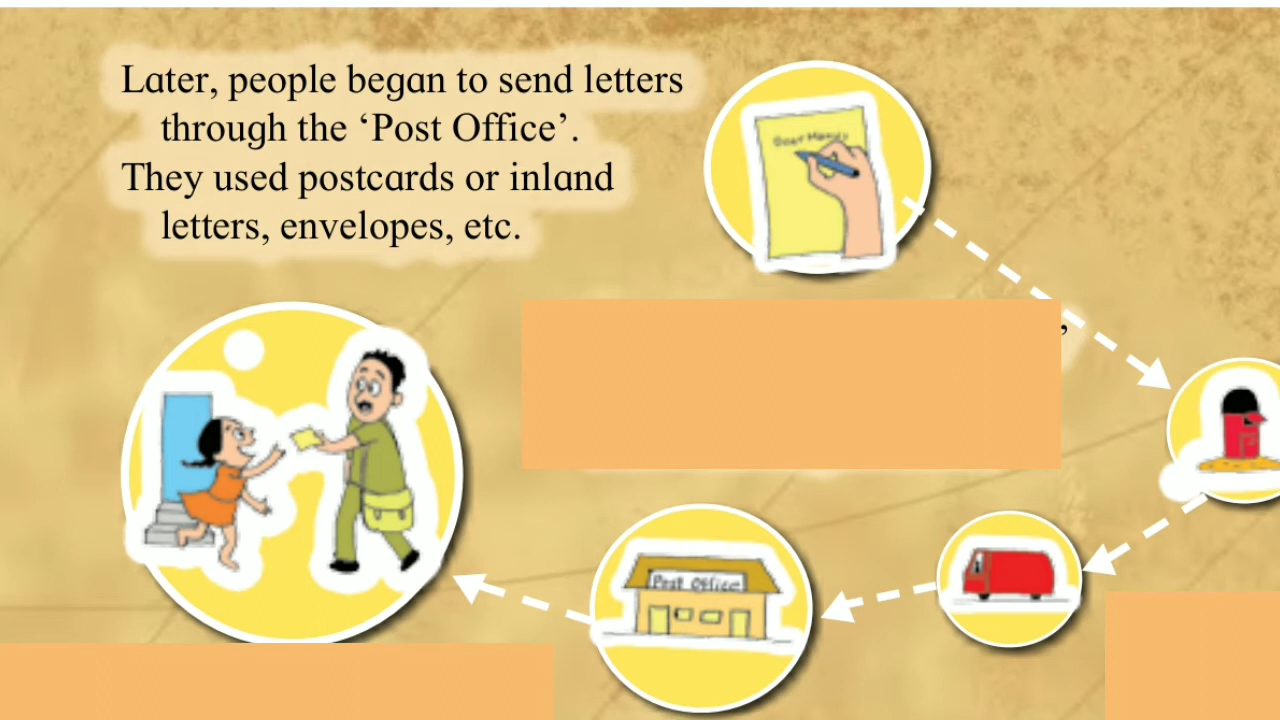 Later, people began to send letters
through the ‘Post Office’.
They used postcards or inland
letters, envelopes, etc.
Post Office